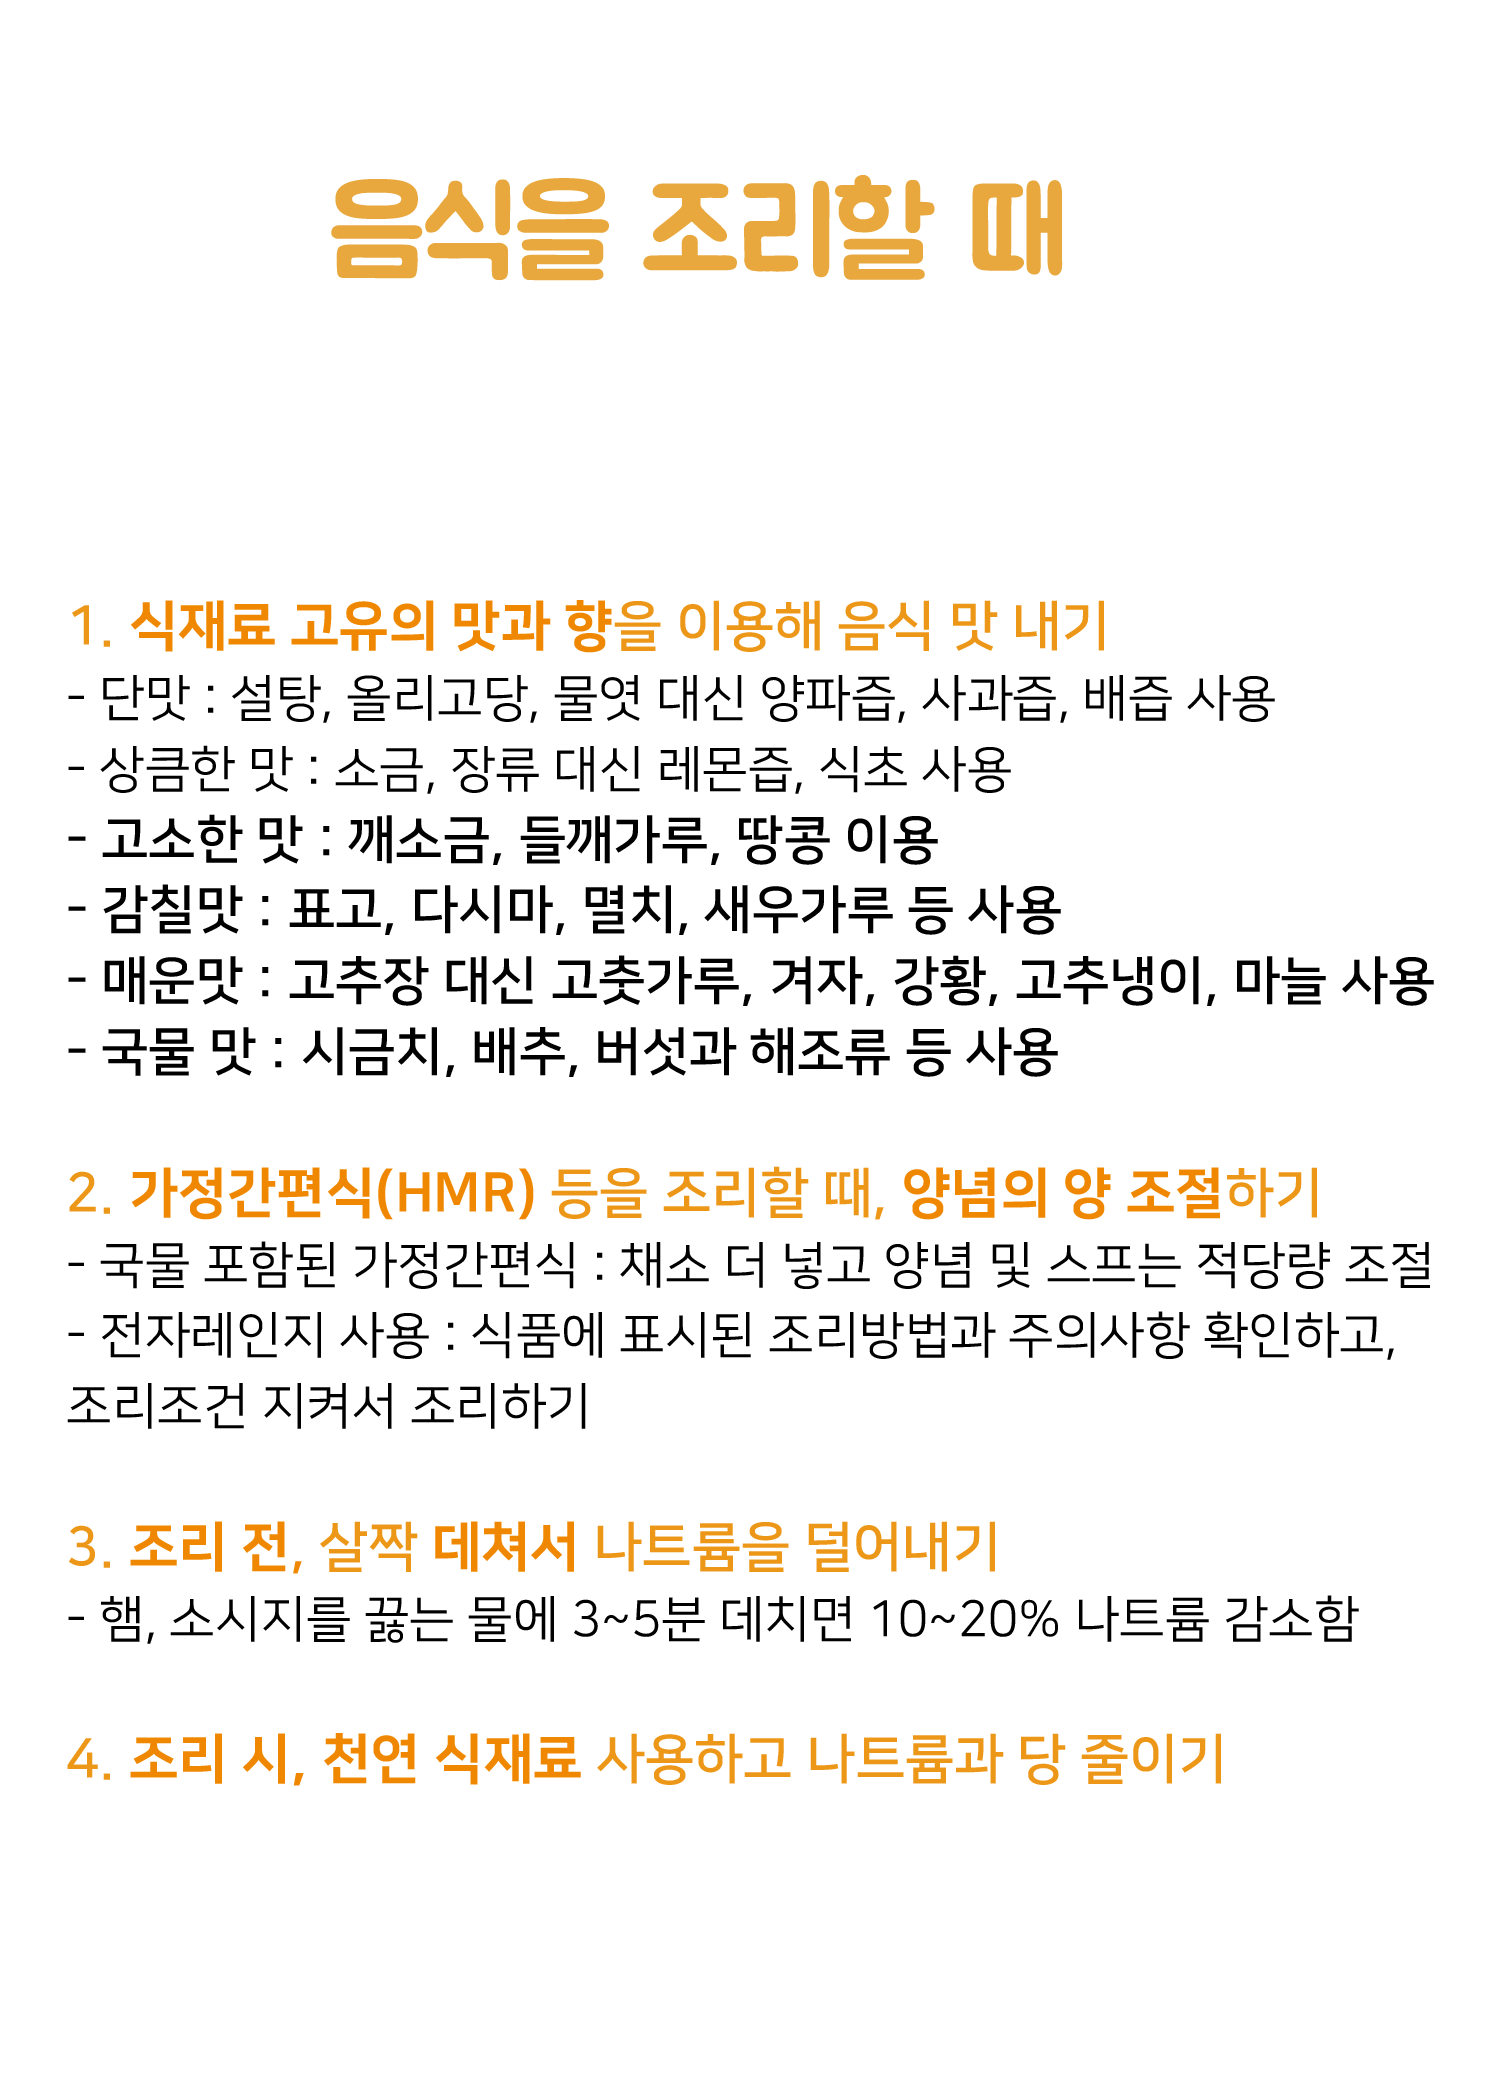 음식을 조리할 때
1. 식재료 고유의 맛과 향을 이용해 음식 맛 내기
- 단맛 : 설탕, 올리고당, 물엿 대신 양파즙, 사과즙, 배즙 사용
- 상큼한 맛 : 소금, 장류 대신 레몬즙, 식초 사용
- 고소한 맛 : 깨소금, 들깨가루, 땅콩 이용
- 감칠맛 : 표고, 다시마, 멸치, 새우가루 등 사용
- 매운맛 : 고추장 대신 고춧가루, 겨자, 강황, 고추냉이, 마늘 사용
- 국물 맛 : 시금치, 배추, 버섯과 해조류 등 사용
2. 가정간편식(HMR) 등을 조리할 때, 양념의 양 조절하기
- 국물 포함된 가정간편식 : 채소 더 넣고 양념 및 스프는 적당량 조절
- 전자레인지 사용 : 식품에 표시된 조리방법과 주의사항 확인하고,
조리조건 지켜서 조리하기
3. 조리 전, 살짝 데쳐서 나트륨을 덜어내기
- 햄, 소시지를 끓는 물에 3~5분 데치면 10~20% 나트륨 감소함
4. 조리 시, 천연 식재료 사용하고 나트륨과 당 줄이기